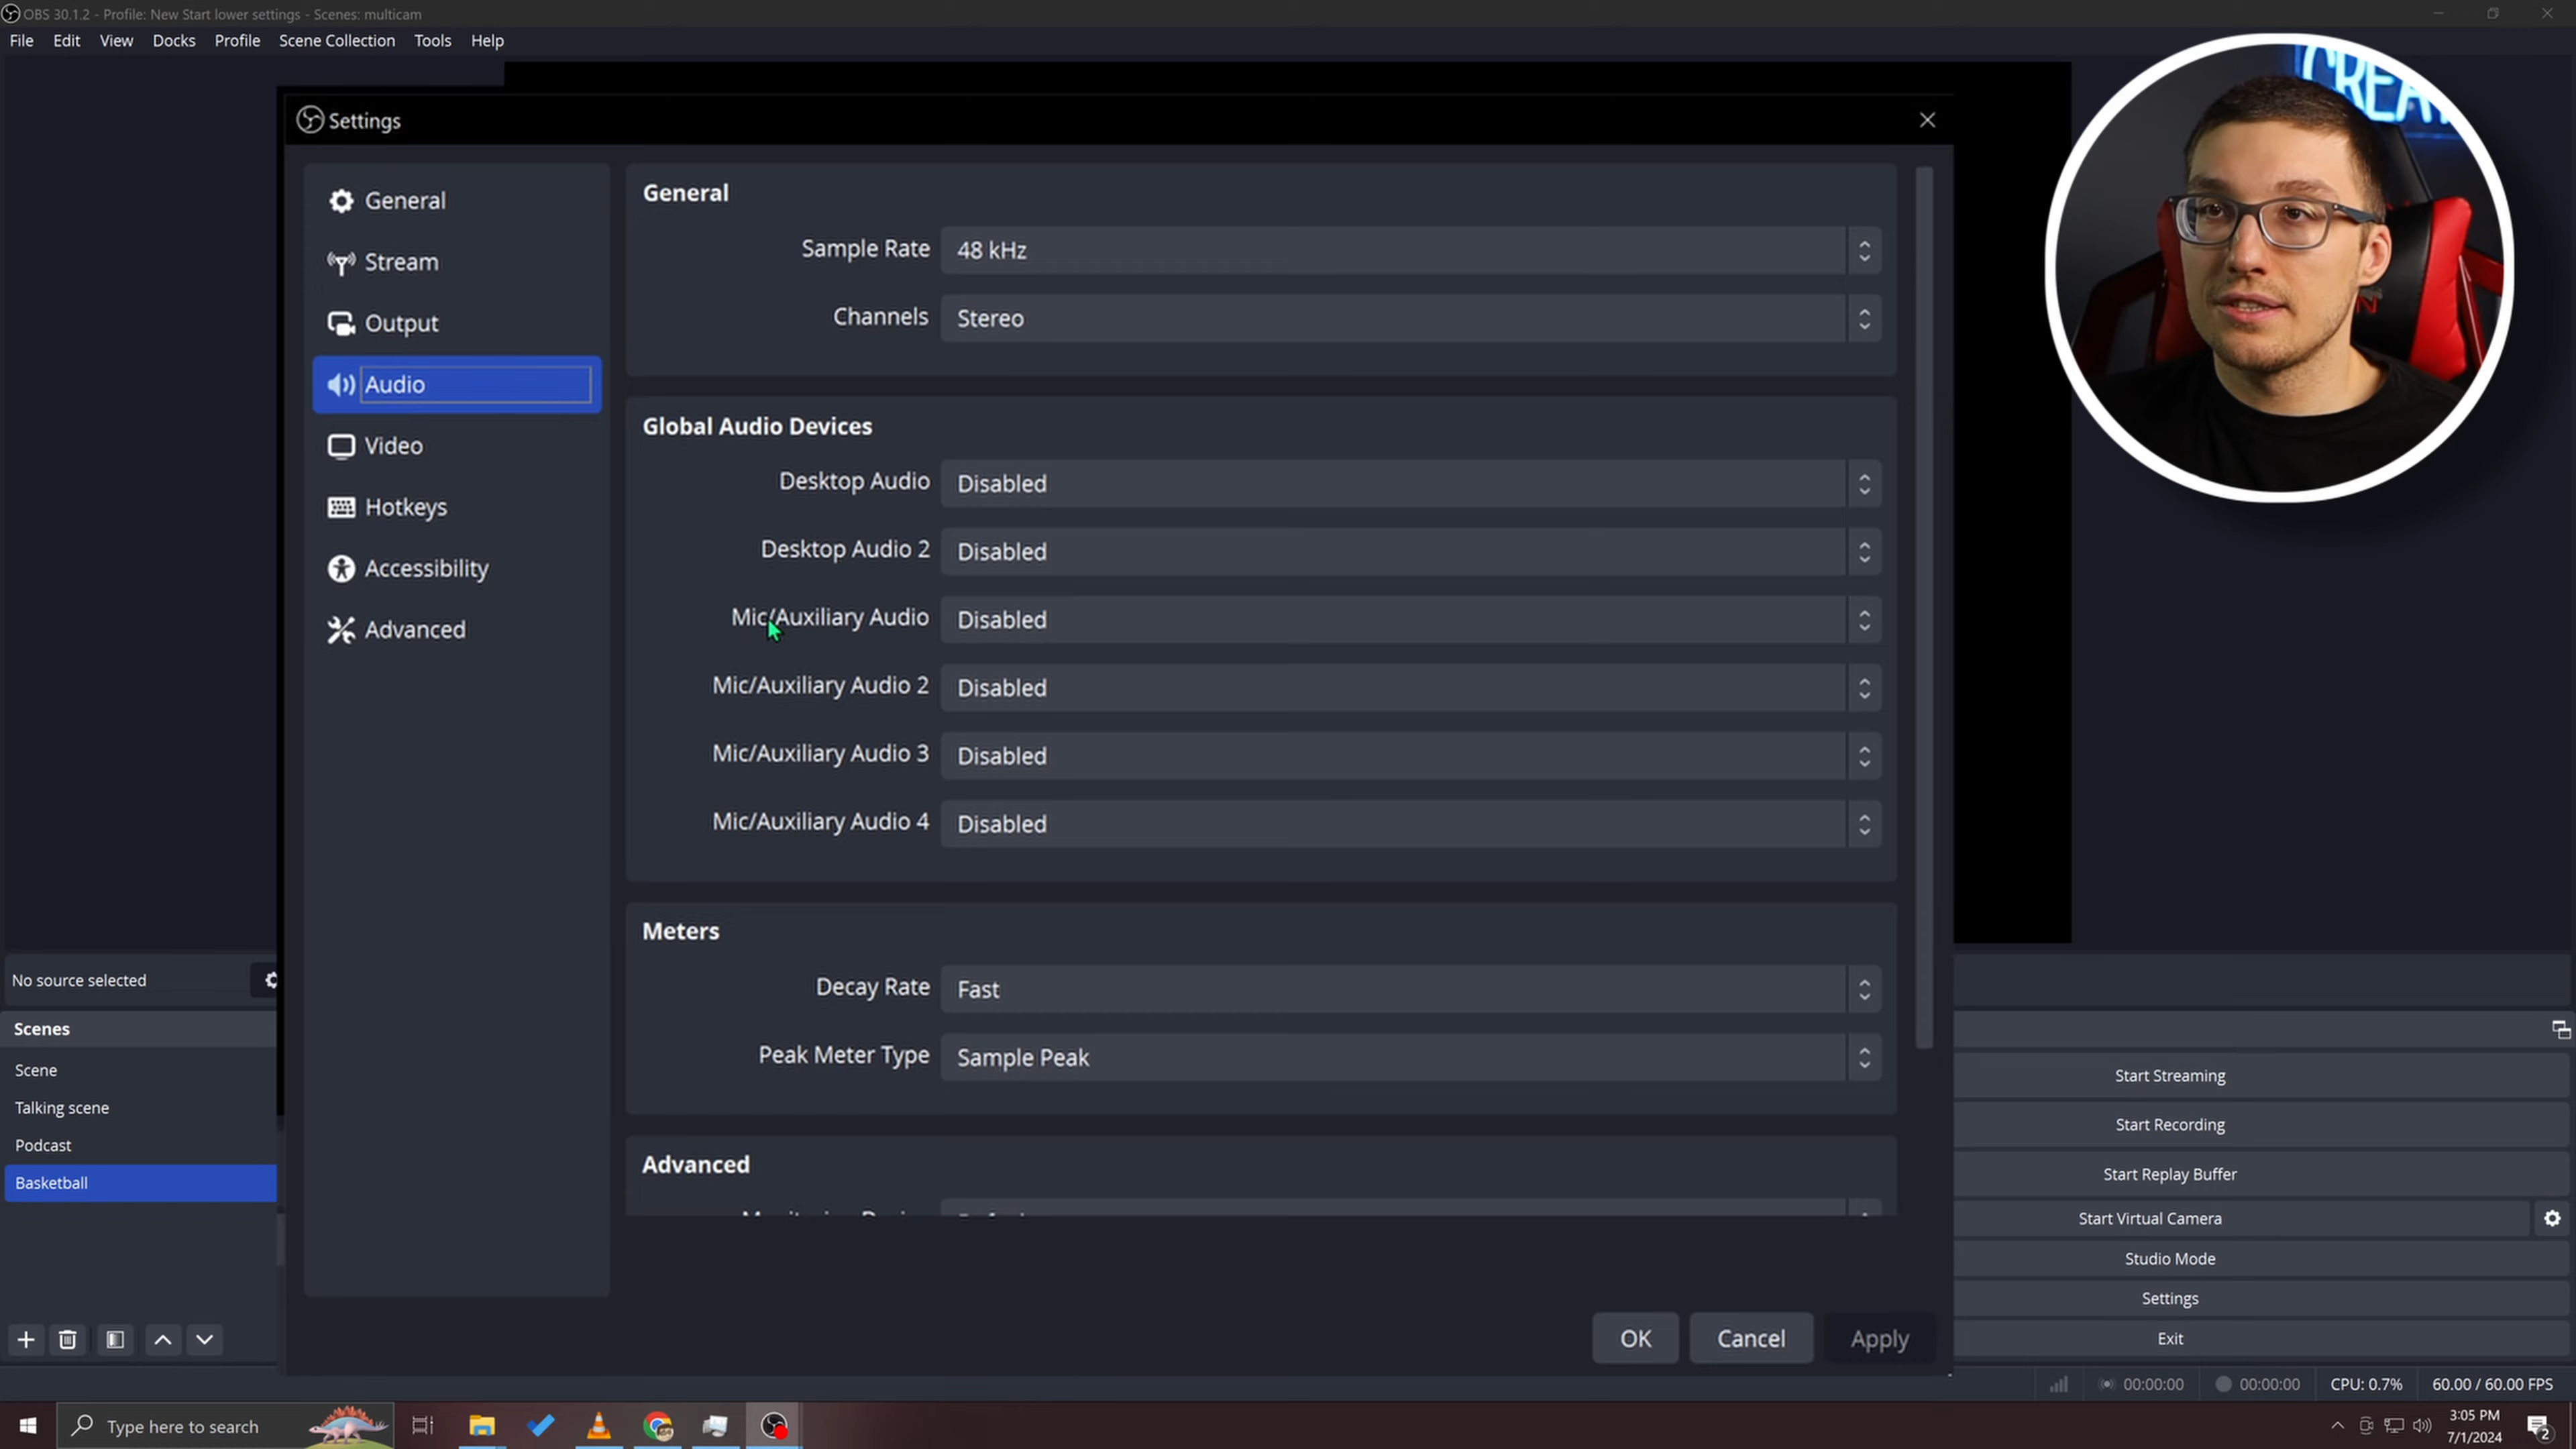 OBS 30.1.2 - Profile: New Start lower settings - Scenes: multicam
File Edit View Docks Profile Scene Collection Tools Help
CREAT
Settings
General
Stream
Output
Audio
Video
Hotkeys
Accessibility
Advanced
General
Sample Rate 48 kHz
Channels Stereo
Global Audio Devices
Desktop Audio Disabled
Desktop Audio 2 Disabled
Mic/Auxiliary Audio Disabled
Mic/Auxiliary Audio 2 Disabled
Mic/Auxiliary Audio 3 Disabled
Mic/Auxiliary Audio 4 Disabled
Meters
Decay Rate Fast
Peak Meter Type Sample Peak
Advanced
OK Cancel Apply
No source selected
Scenes
Scene
Talking scene
Podcast
Basketball
Start Streaming
Start Recording
Start Replay Buffer
Start Virtual Camera
Studio Mode
Settings
Exit
00:00:00 00:00:00 CPU: 0.7% 60.00 / 60.00 FPS
Type here to search
3:05 PM
7/1/2024
2